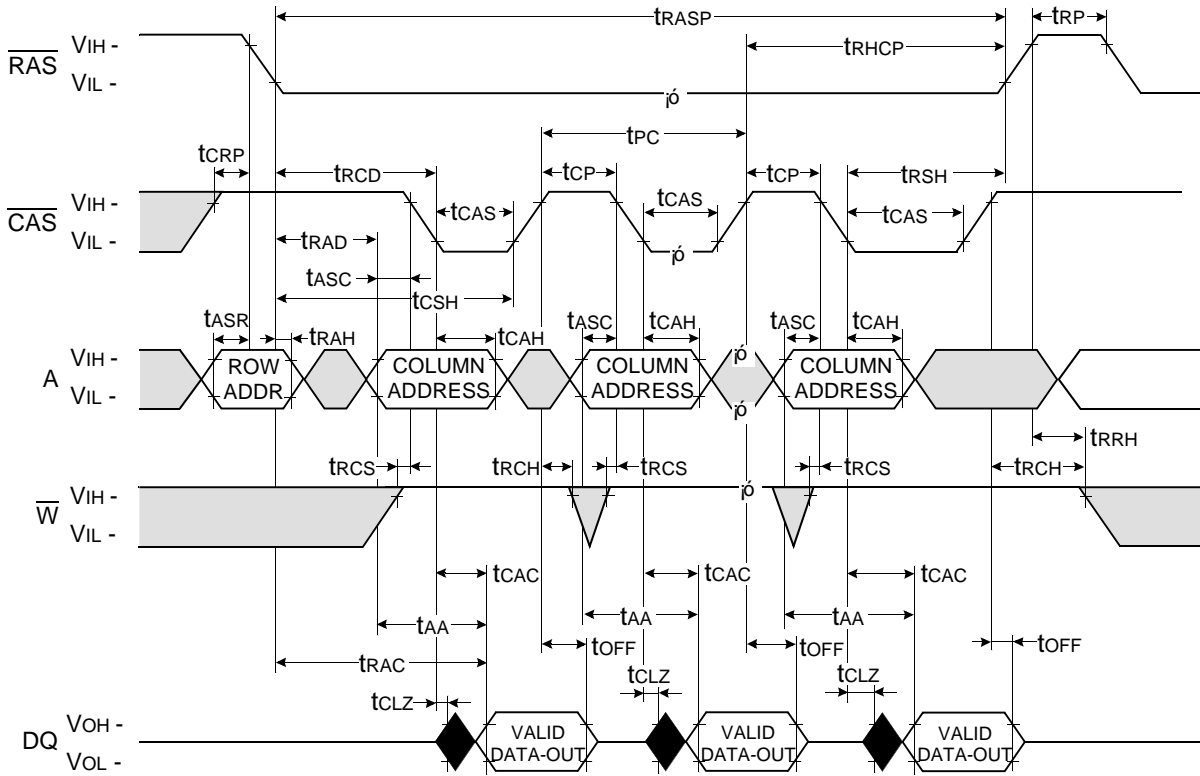 tRASP
tRP
RAS
VIH -
VIL -
tRHCP
¡ó
tPC
tCRP
tRCD
tCP
tCP
tRSH
CAS
VIH -
VIL -
tCAS
tCAS
tCAS
¡ó
tRAD
tASC
tCSH
tASR
tRAH
tCAH
tASC
tCAH
tASC
tCAH
A
VIH -
VIL -
ROW
ADDR
COLUMN
ADDRESS
COLUMN
ADDRESS
¡ó
¡ó
COLUMN
ADDRESS
tRRH
tRCS
tRCH
tRCS
tRCS
tRCH
W
VIH -
VIL -
¡ó
tCAC
tCAC
tCAC
tAA
tAA
tAA
tOFF
tOFF
tOFF
tRAC
tCLZ
tCLZ
tCLZ
DQ
VOH -
VOL -
VALID
DATA-OUT
VALID
DATA-OUT
VALID
DATA-OUT